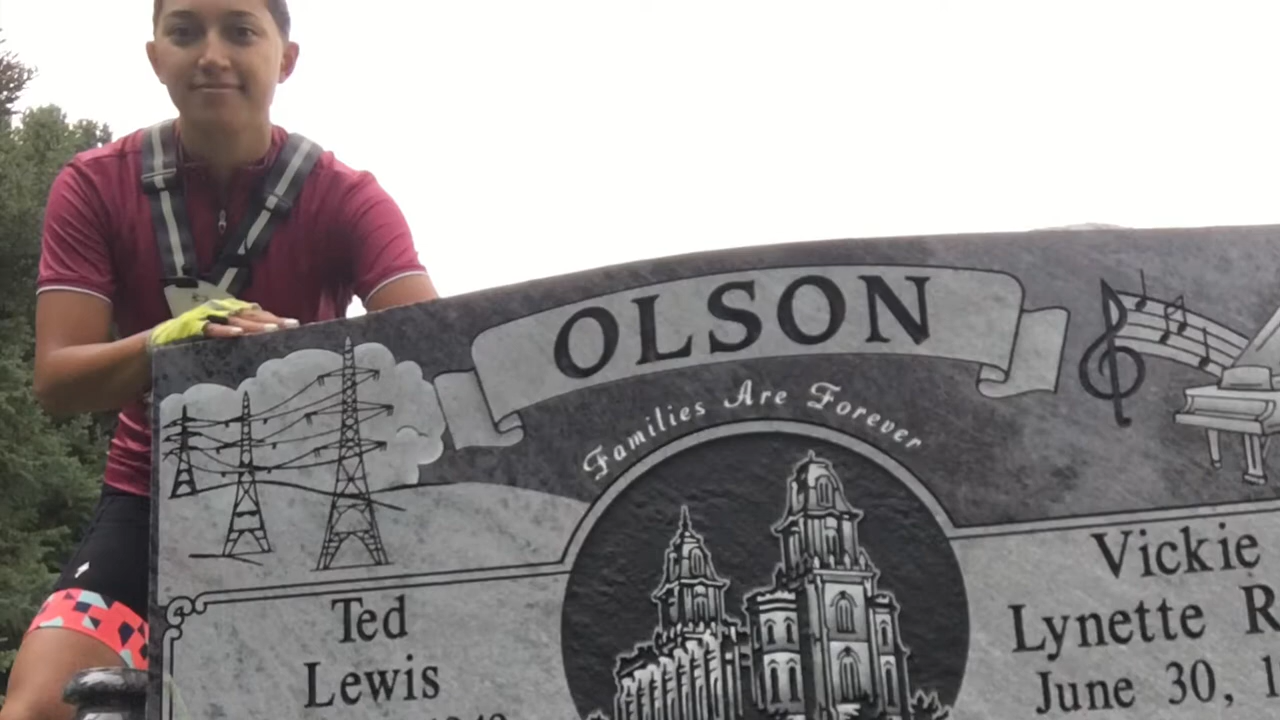 OLSON
Families Are Forever
Ted
Lewis
Vickie
Lynette
June 30,